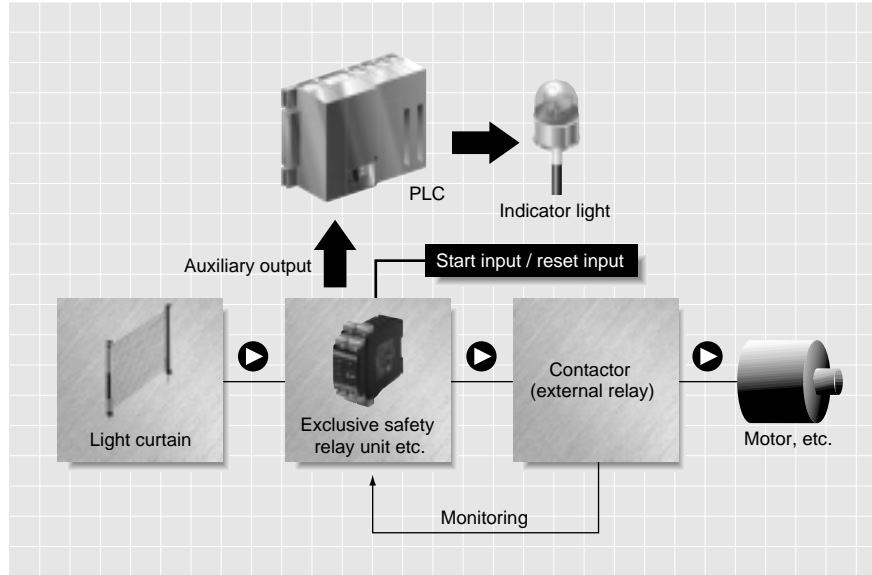 PLC
Indicator light
Auxiliary output
Start input / reset input
Light curtain
Exclusive safety
relay unit etc.
Contactor
(external relay)
Motor, etc.
Monitoring